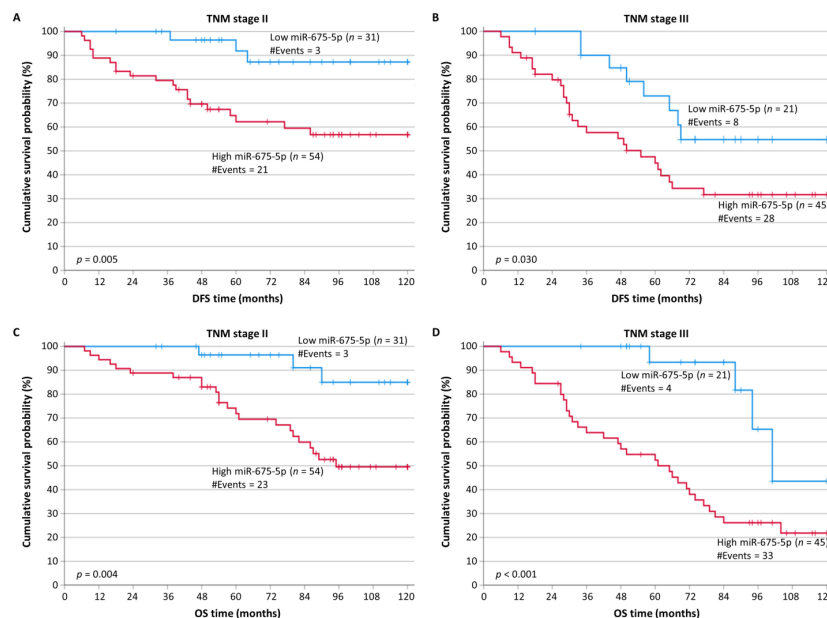 A
TNM stage II
Cumulative survival probability (%)
100
90
80
70
60
50
40
30
20
10
0
Low miR-675-5p (n = 31)
#Events = 3
High miR-675-5p (n = 54)
#Events = 21
p = 0.005
0 12 24 36 48 60 72 84 96 108 120
DFS time (months)
B
TNM stage III
Cumulative survival probability (%)
100
90
80
70
60
50
40
30
20
10
0
Low miR-675-5p (n = 21)
#Events = 8
High miR-675-5p (n = 45)
#Events = 28
p = 0.030
0 12 24 36 48 60 72 84 96 108 120
DFS time (months)
C
TNM stage II
Cumulative survival probability (%)
100
90
80
70
60
50
40
30
20
10
0
Low miR-675-5p (n = 31)
#Events = 3
High miR-675-5p (n = 54)
#Events = 23
p = 0.004
0 12 24 36 48 60 72 84 96 108 120
OS time (months)
D
TNM stage III
Cumulative survival probability (%)
100
90
80
70
60
50
40
30
20
10
0
Low miR-675-5p (n = 21)
#Events = 4
High miR-675-5p (n = 45)
#Events = 33
p < 0.001
0 12 24 36 48 60 72 84 96 108 120
OS time (months)